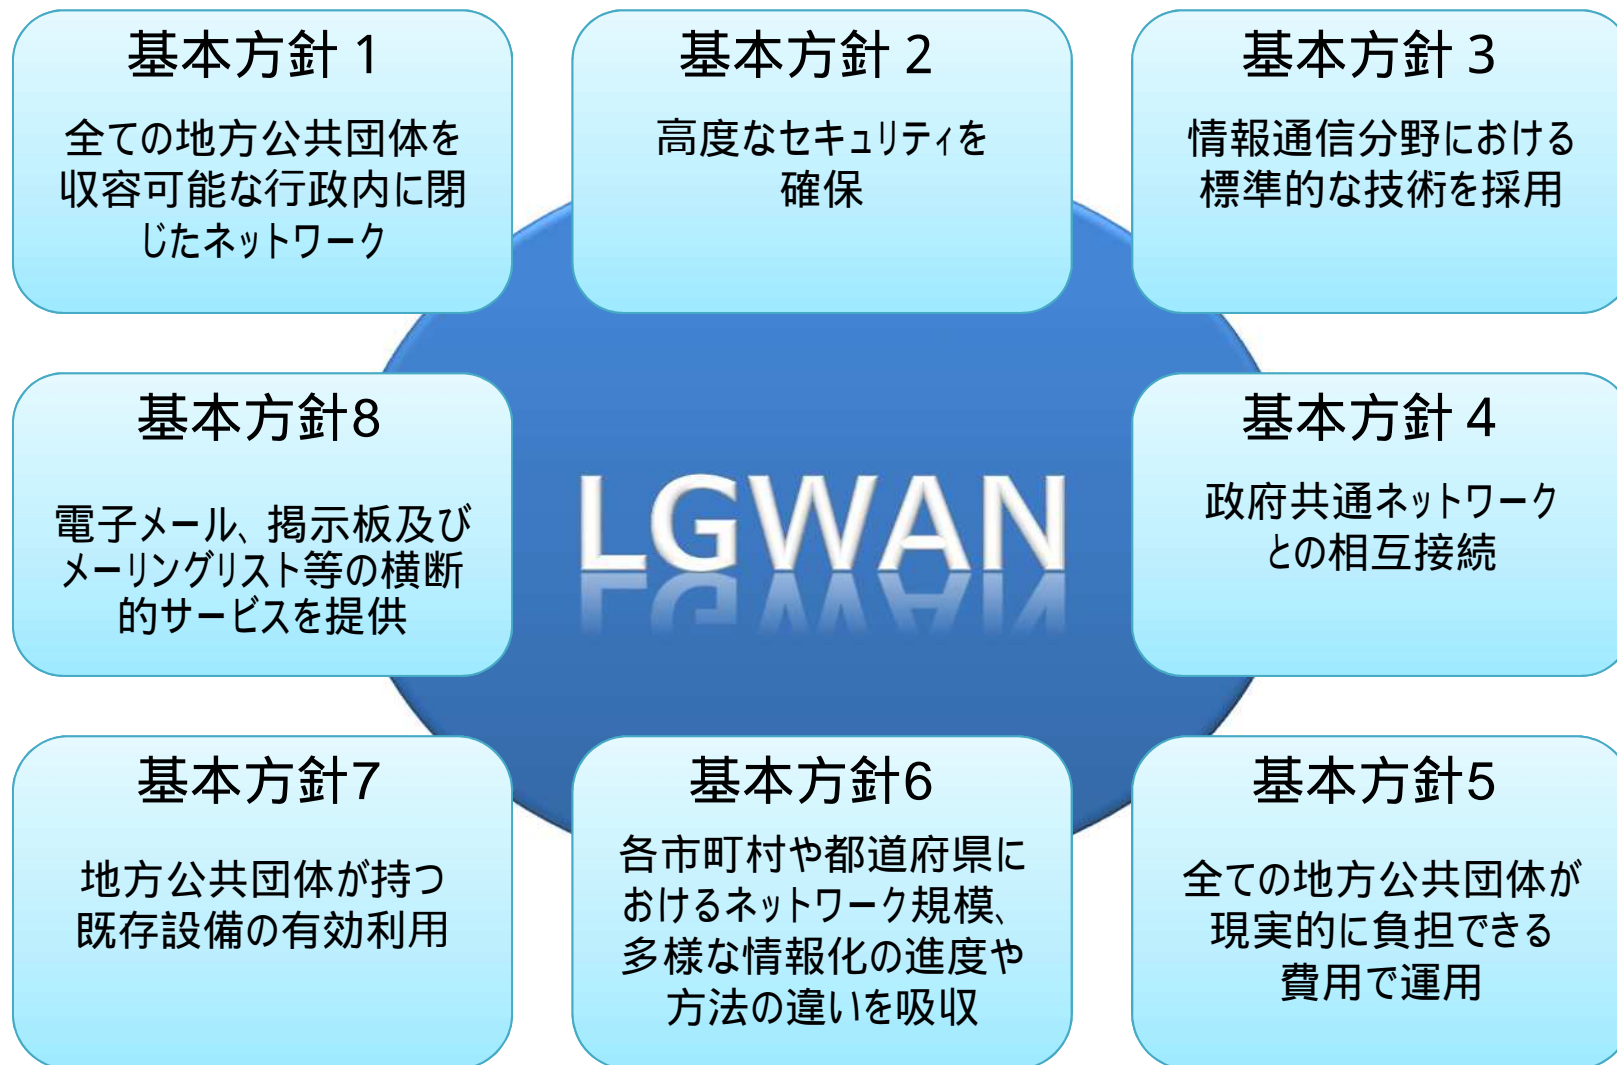 基本方針 1
全ての地方公共団体を
収容可能な行政内に閉
じたネットワーク
基本方針 2
高度なセキュリティを
確保
基本方針 3
情報通信分野における
標準的な技術を採用
基本方針8
電子メール、掲示板及び
メーリングリスト等の横断
的サービスを提供
LGWAN
基本方針 4
政府共通ネットワーク
との相互接続
基本方針7
地方公共団体が持つ
既存設備の有効利用
基本方針6
各市町村や都道府県に
おけるネットワーク規模、
多様な情報化の進度や
方法の違いを吸収
基本方針5
全ての地方公共団体が
現実的に負担できる
費用で運用